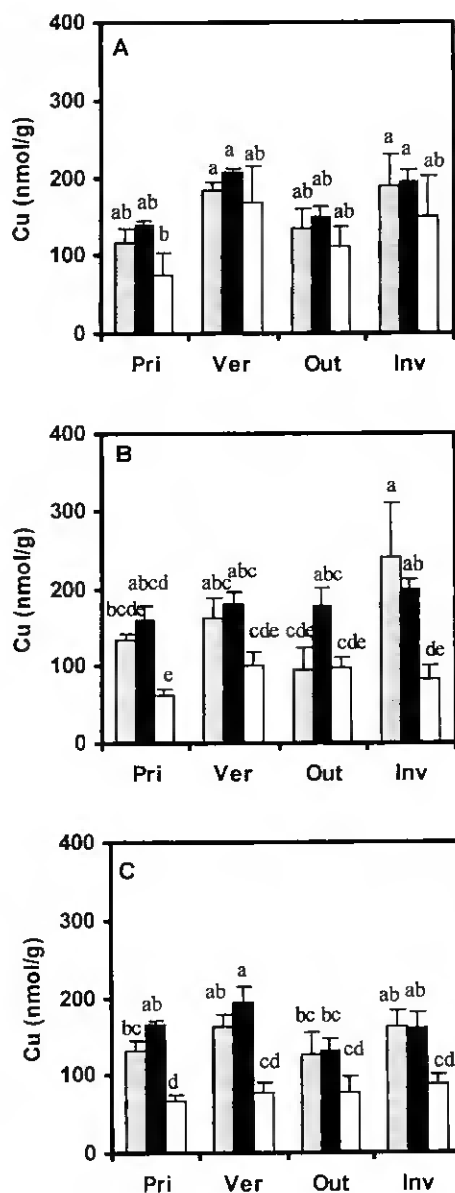 400
A
300
a a ab
a a ab
200
ab ab
ab ab ab
b
100
0
Cu (nmol/g)
Pri Ver Out Inv
400
B
a
300
abcd abc abc abc ab
200
bcde
cde cde cde de
e
100
0
Cu (nmol/g)
Pri Ver Out Inv
400
C
300
a
ab ab ab ab
200
bc bc bc
cd cd cd
d
100
0
Cu (nmol/g)
Pri Ver Out Inv